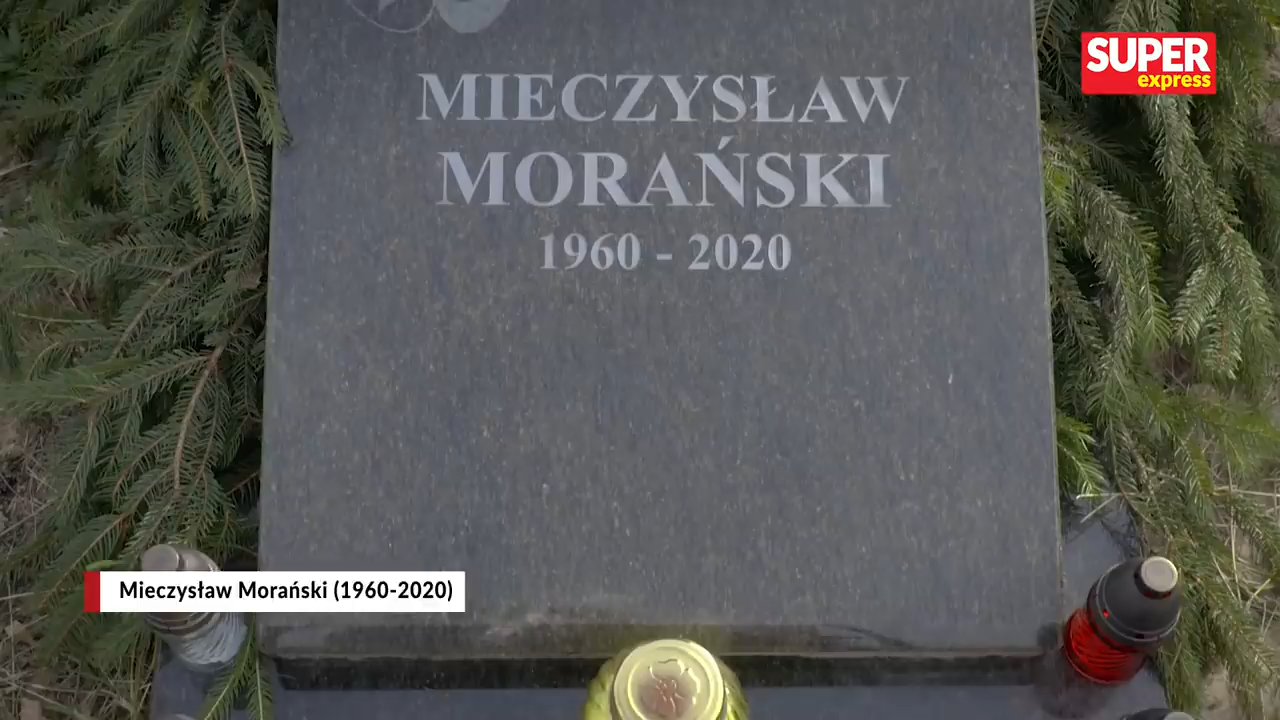 SUPER
express
MIECZYSŁAW
MORAŃSKI
1960 - 2020
Mieczysław Morański (1960-2020)